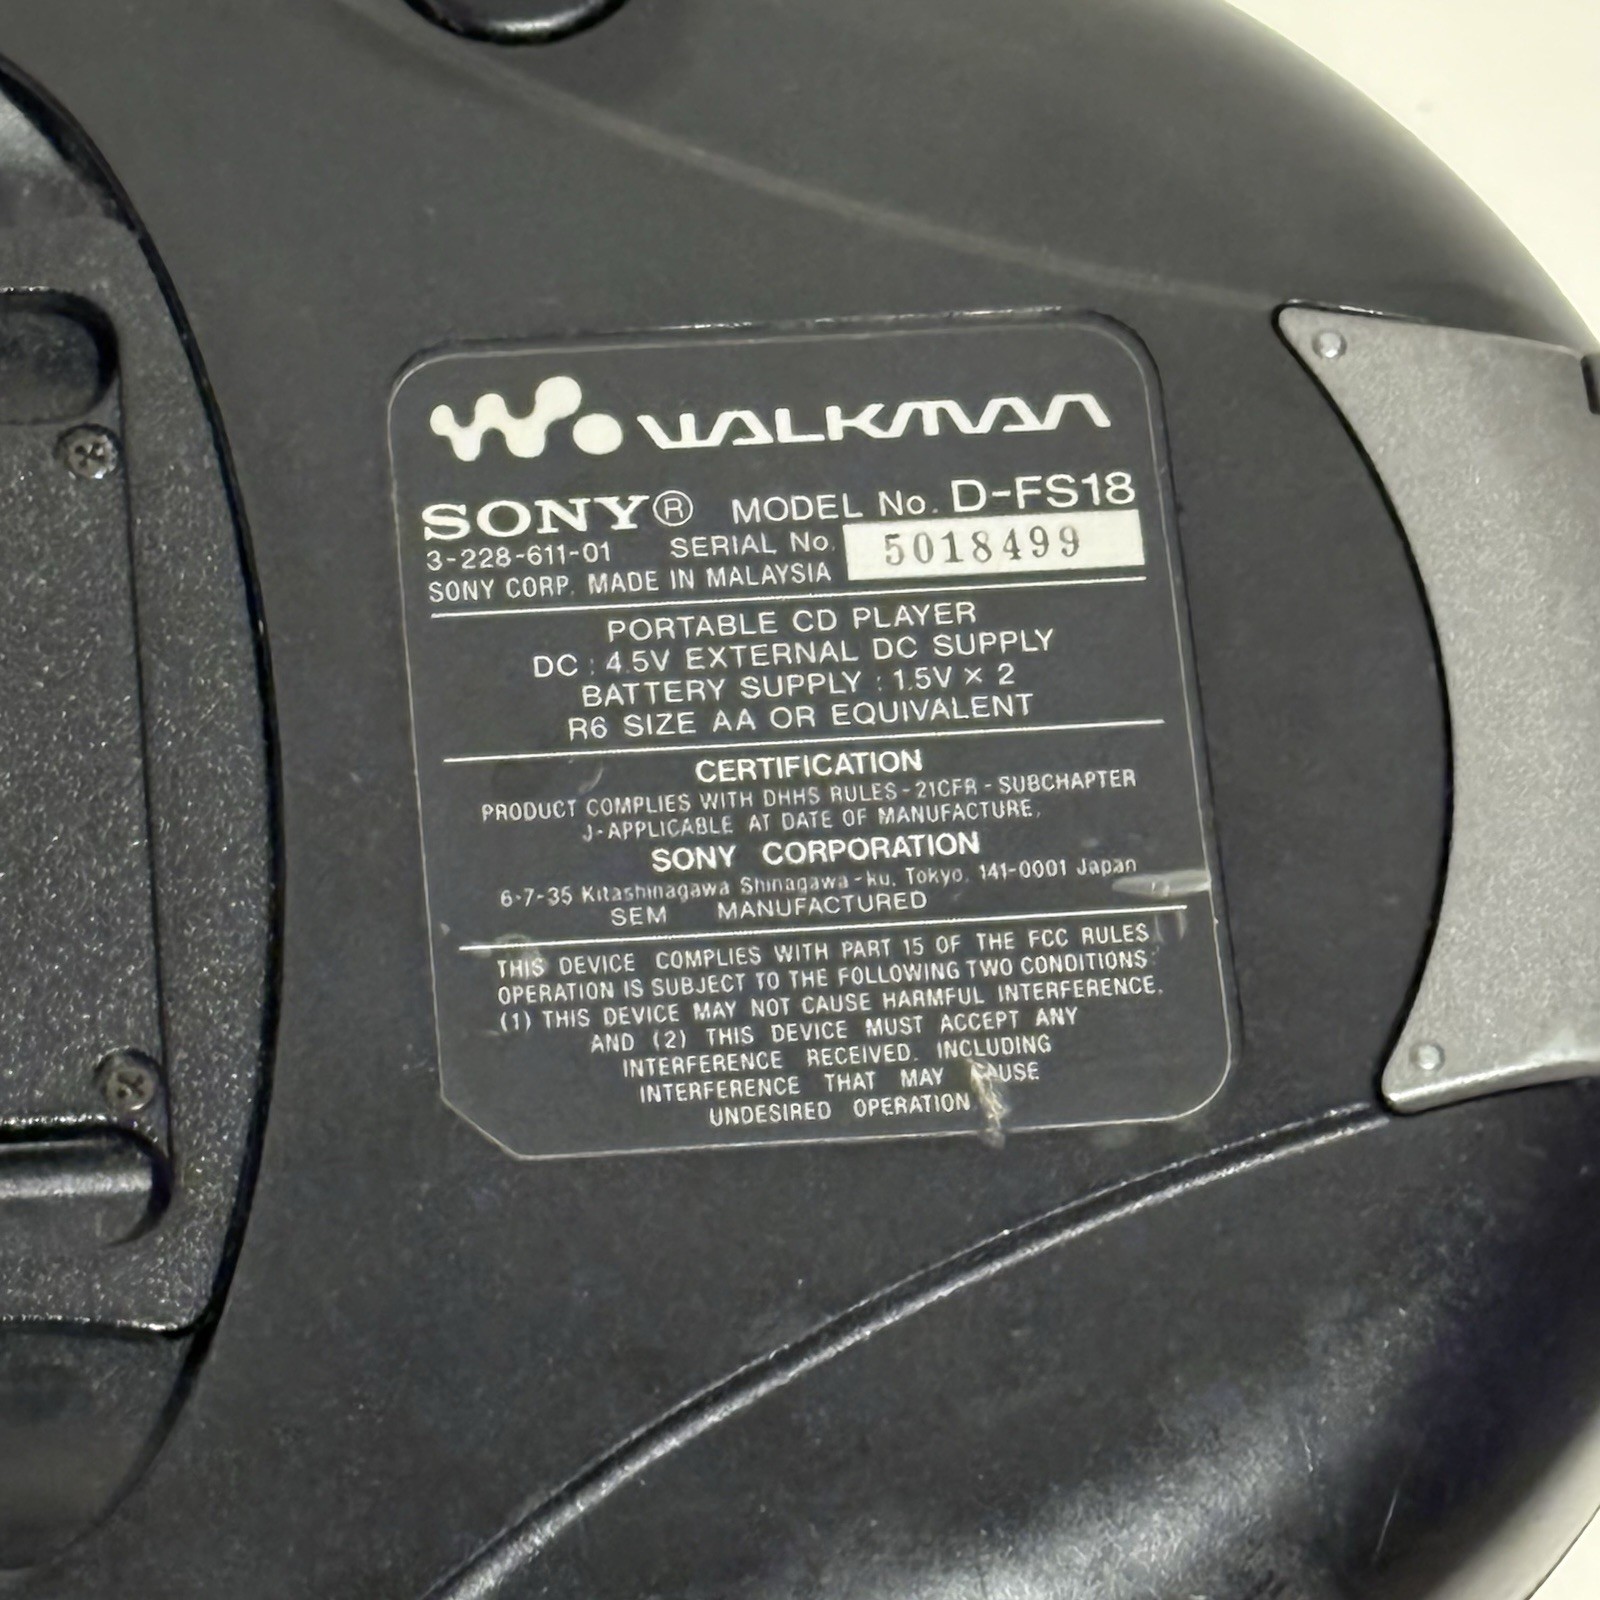 WALKMAN
SONY® MODEL No. D-FS18
3-228-611-01 SERIAL No. 5018499
SONY CORP. MADE IN MALAYSIA
PORTABLE CD PLAYER
DC : 4.5V EXTERNAL DC SUPPLY
BATTERY SUPPLY : 1.5V × 2
R6 SIZE AA OR EQUIVALENT
CERTIFICATION
PRODUCT COMPLIES WITH DHHS RULES-21CFR-SUBCHAPTER
J-APPLICABLE AT DATE OF MANUFACTURE.
SONY CORPORATION
6-7-35 Kitashinagawa Shinagawa-ku, Tokyo, 141-0001 Japan
SEM MANUFACTURED
THIS DEVICE COMPLIES WITH PART 15 OF THE FCC RULES
OPERATION IS SUBJECT TO THE FOLLOWING TWO CONDITIONS:
(1) THIS DEVICE MAY NOT CAUSE HARMFUL INTERFERENCE,
AND (2) THIS DEVICE MUST ACCEPT ANY
INTERFERENCE RECEIVED, INCLUDING
INTERFERENCE THAT MAY CAUSE
UNDESIRED OPERATION